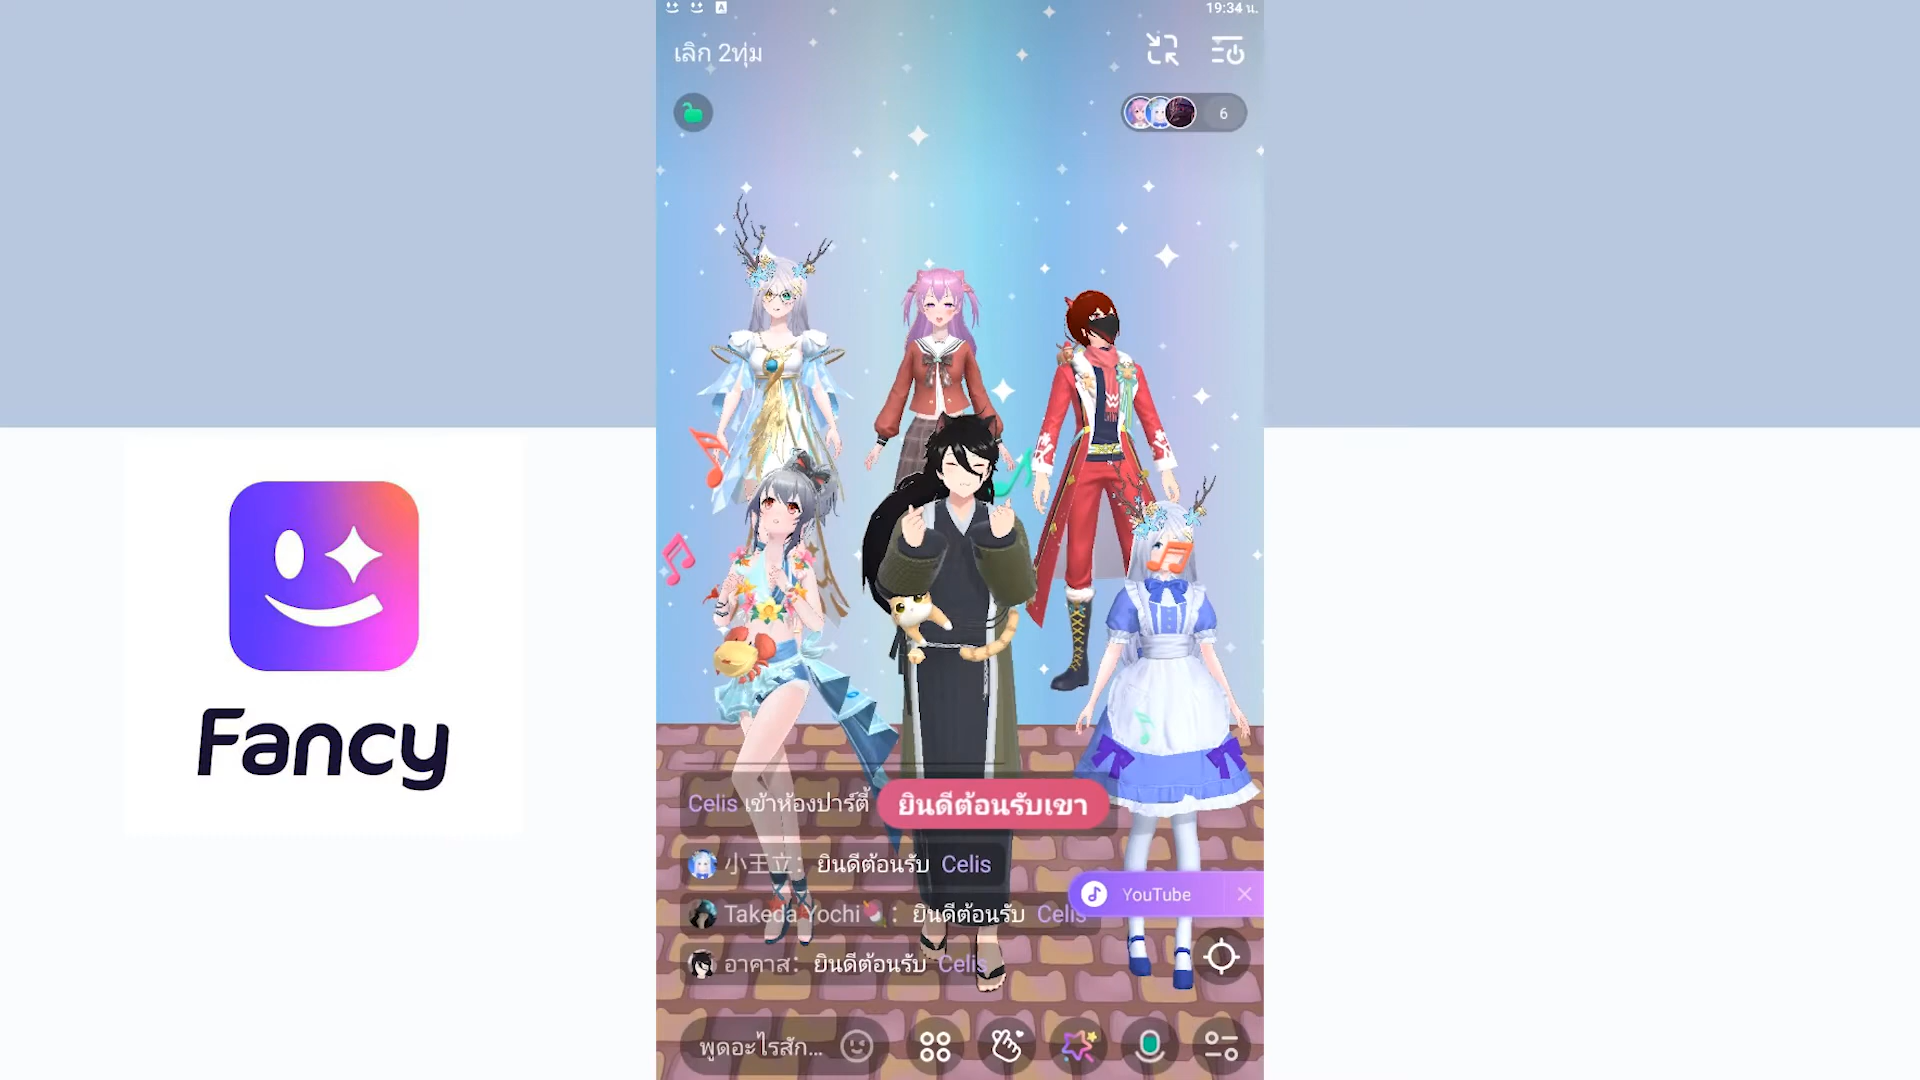 19:34 น.
เลิก 2ทุ่ม
6
Celis เข้าห้องปาร์ตี้ ยินดีต้อนรับเขา
小王立: ยินดีต้อนรับ Celis
YouTube
Takeda Yochi: ยินดีต้อนรับ Celis
อาคาส: ยินดีต้อนรับ Celis
พูดอะไรสัก...
Fancy